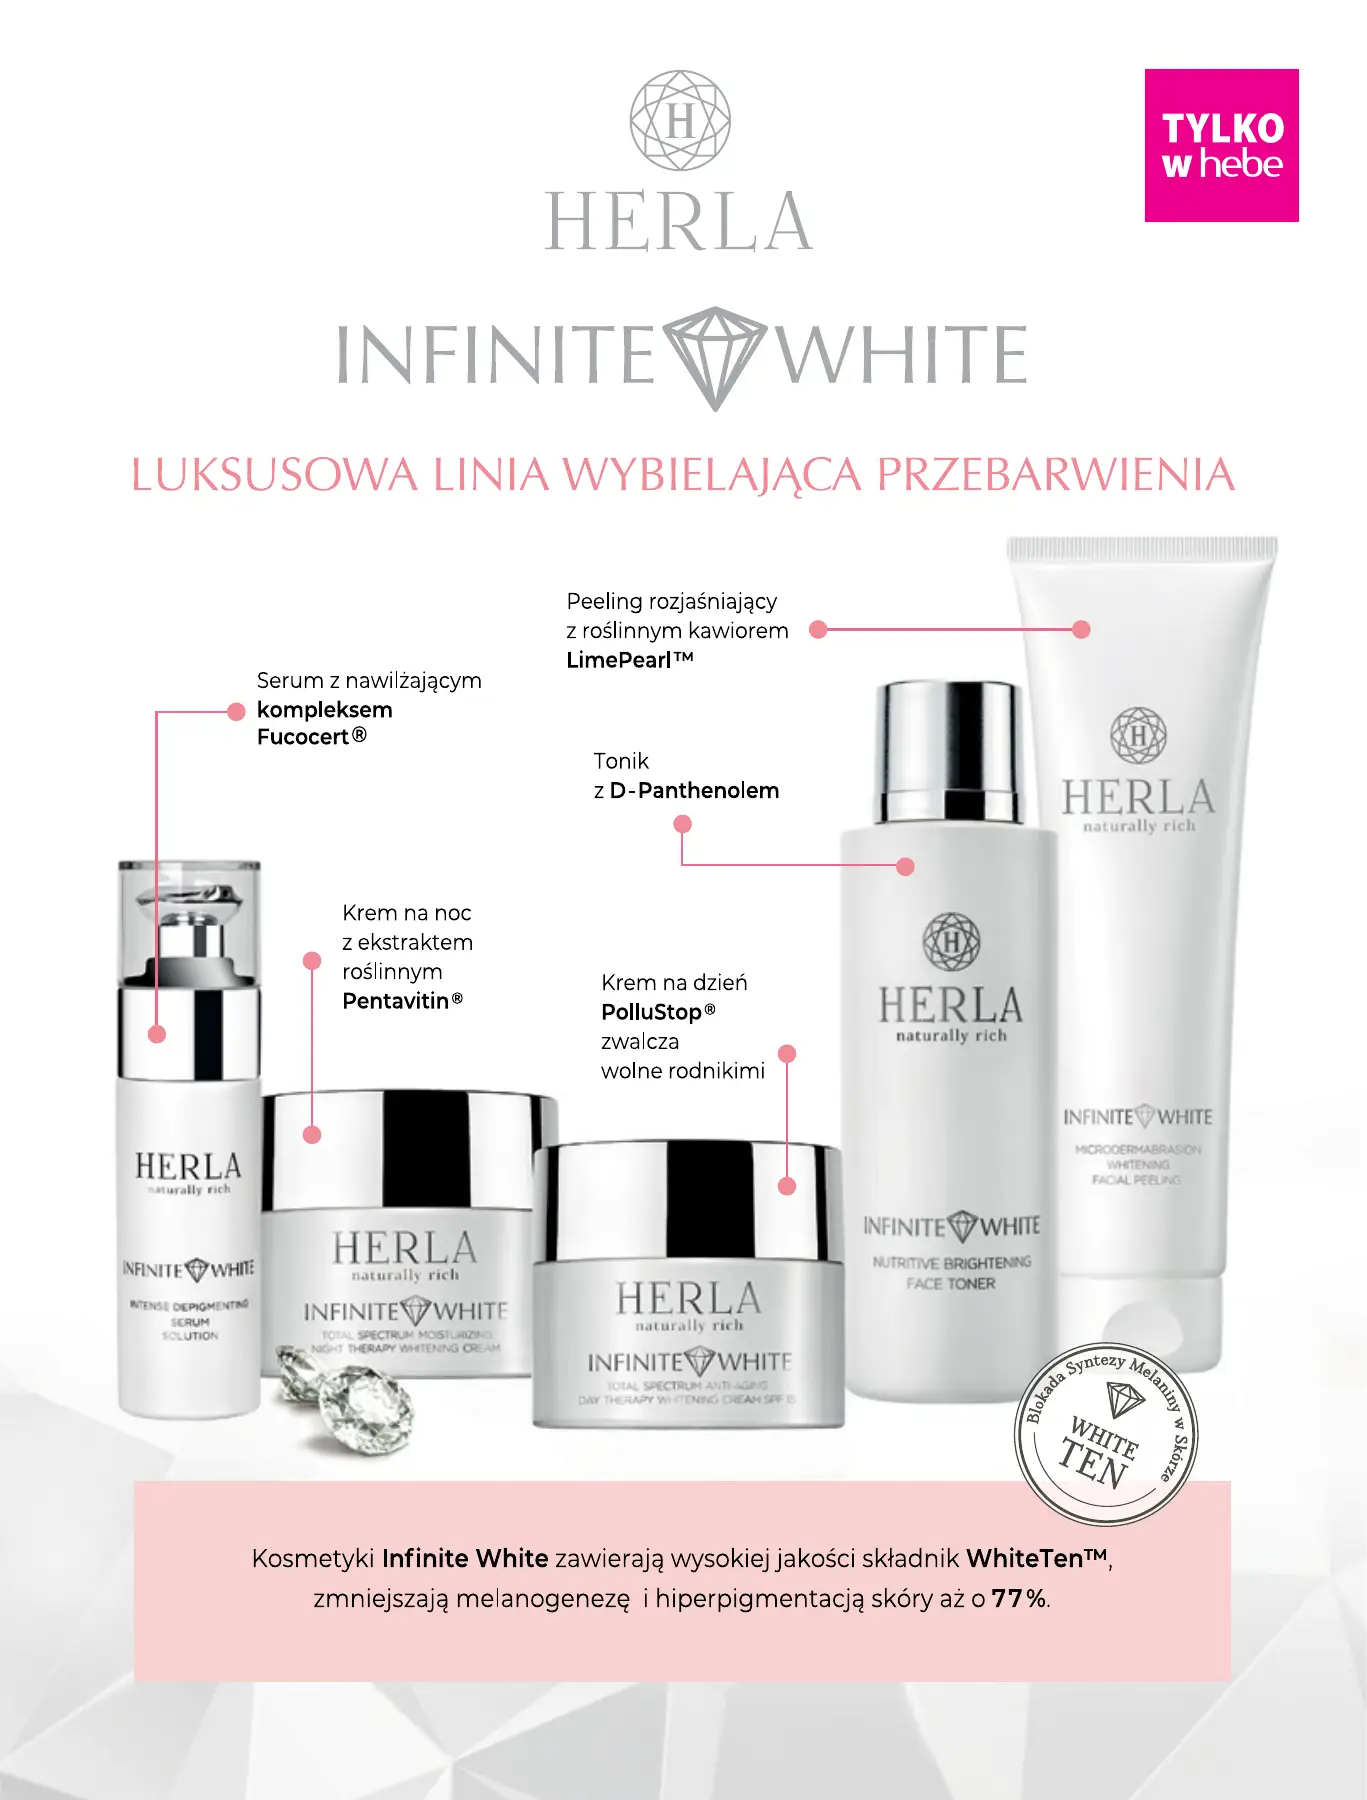 H
HERLA
TYLKO
w hebe
INFINITE WHITE
LUKSUSOWA LINIA WYBIELAJĄCA PRZEBARWIENIA
Peeling rozjaśniający
z roślinnym kawiorem
LimePearl™
Serum z nawilżającym
kompleksem
Fucocert®
Tonik
z D-Panthenolem
Krem na noc
z ekstraktem
roślinnym
Pentavitin®
Krem na dzień
PolluStop®
zwalcza
wolne rodnikimi
H
HERLA
naturally rich
INFINITE WHITE
MICRODERMABRASION
WHITENING
FACIAL PEELING
H
HERLA
naturally rich
INFINITE WHITE
NUTRITIVE BRIGHTENING
FACE TONER
HERLA
naturally rich
INFINITE WHITE
INTENSE DEPIGMENTING
SERUM
SOLUTION
HERLA
naturally rich
INFINITE WHITE
TOTAL SPECTRUM MOISTURIZING
NIGHT THERAPY WHITENING CREAM
HERLA
naturally rich
INFINITE WHITE
TOTAL SPECTRUM ANTI-AGING
DAY THERAPY WHITENING CREAM SPF 15
Blokada Syntezy Melaniny w Skórze
WHITE
TEN
Kosmetyki Infinite White zawierają wysokiej jakości składnik WhiteTen™,
zmniejszają melanogenezę i hiperpigmentacją skóry aż o 77%.